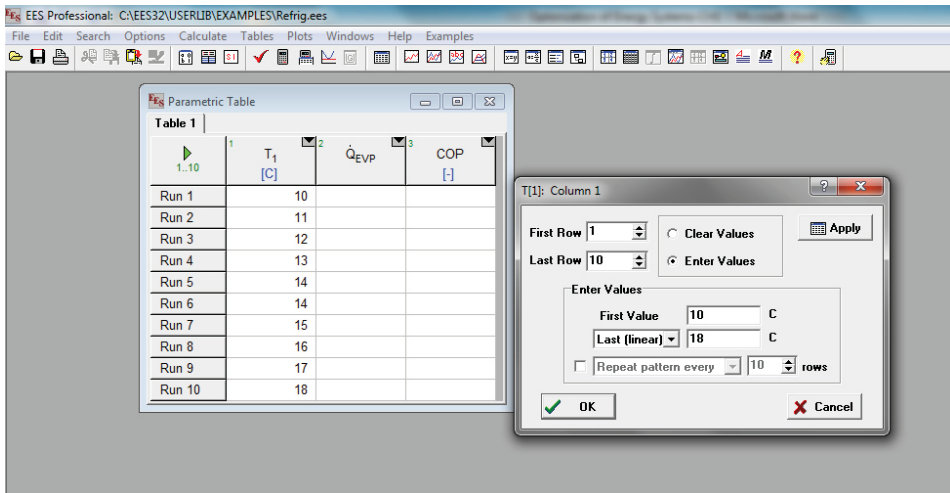 EES Professional: C:\EES32\USERLIB\EXAMPLES\Refrig.ees
File Edit Search Options Calculate Tables Plots Windows Help Examples
EES Parametric Table
Table 1
1..10
1 T1 [C]
2 Q̇EVP
3 COP [-]
Run 1 10
Run 2 11
Run 3 12
Run 4 13
Run 5 14
Run 6 14
Run 7 15
Run 8 16
Run 9 17
Run 10 18
T[1]: Column 1
First Row 1
Last Row 10
Clear Values
Enter Values
Apply
Enter Values
First Value 10 C
Last (linear) 18 C
Repeat pattern every 10 rows
OK
Cancel